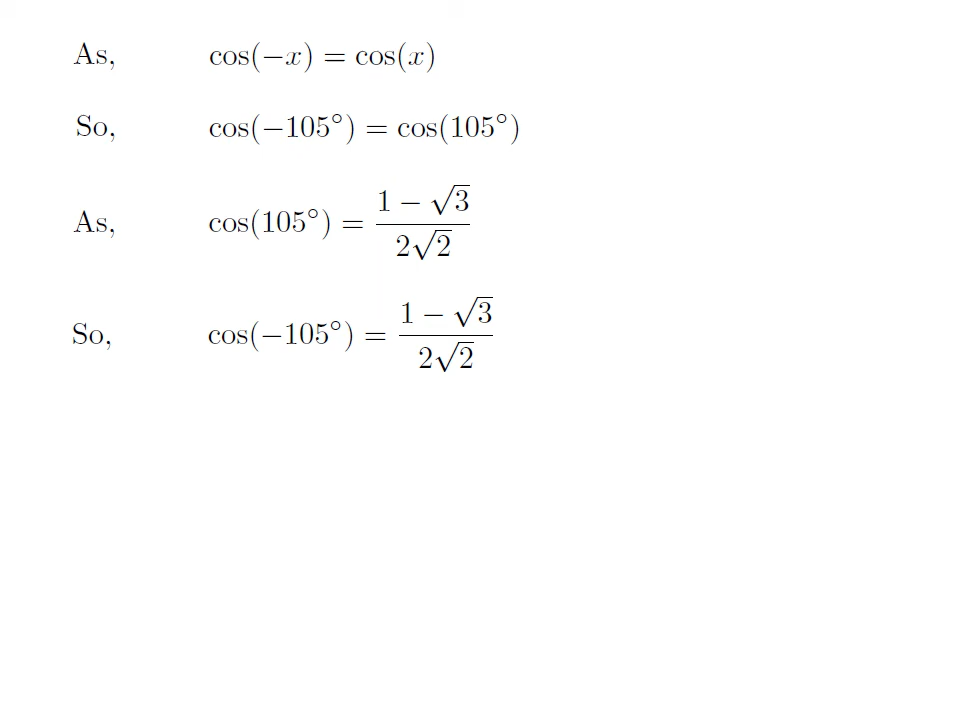 As, cos(−x) = cos(x)
So, cos(−105°) = cos(105°)
As, cos(105°) = (1 − √3)/(2√2)
So, cos(−105°) = (1 − √3)/(2√2)